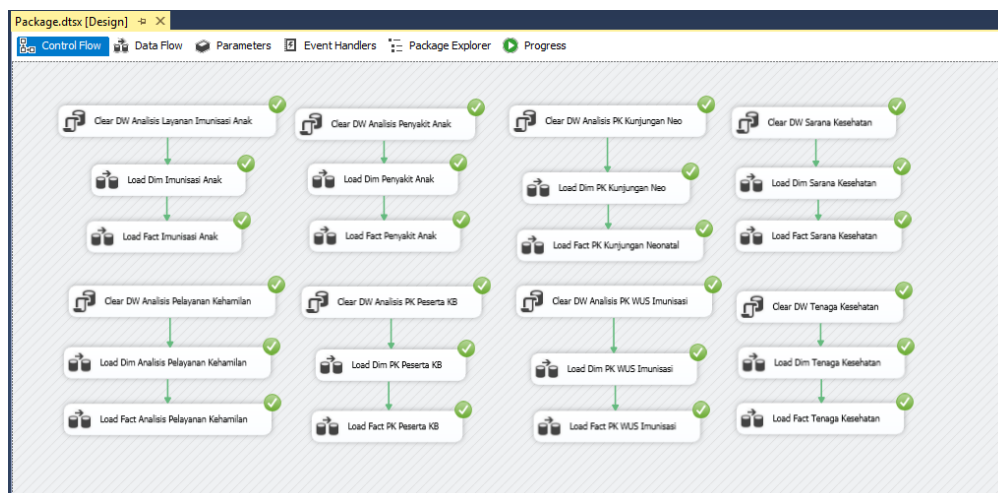 Package.dtsx [Design]
Control Flow
Data Flow
Parameters
Event Handlers
Package Explorer
Progress
Clear DW Analisis Layanan Imunisasi Anak
Load Dim Imunisasi Anak
Load Fact Imunisasi Anak
Clear DW Analisis Penyakit Anak
Load Dim Penyakit Anak
Load Fact Penyakit Anak
Clear DW Analisis PK Kunjungan Neo
Load Dim PK Kunjungan Neo
Load Fact PK Kunjungan Neonatal
Clear DW Sarana Kesehatan
Load Dim Sarana Kesehatan
Load Fact Sarana Kesehatan
Clear DW Analisis Pelayanan Kehamilan
Load Dim Analisis Pelayanan Kehamilan
Load Fact Analisis Pelayanan Kehamilan
Clear DW Analisis PK Peserta KB
Load Dim PK Peserta KB
Load Fact PK Peserta KB
Clear DW Analisis PK WUS Imunisasi
Load Dim PK WUS Imunisasi
Load Fact PK WUS Imunisasi
Clear DW Tenaga Kesehatan
Load Dim Tenaga Kesehatan
Load Fact Tenaga Kesehatan